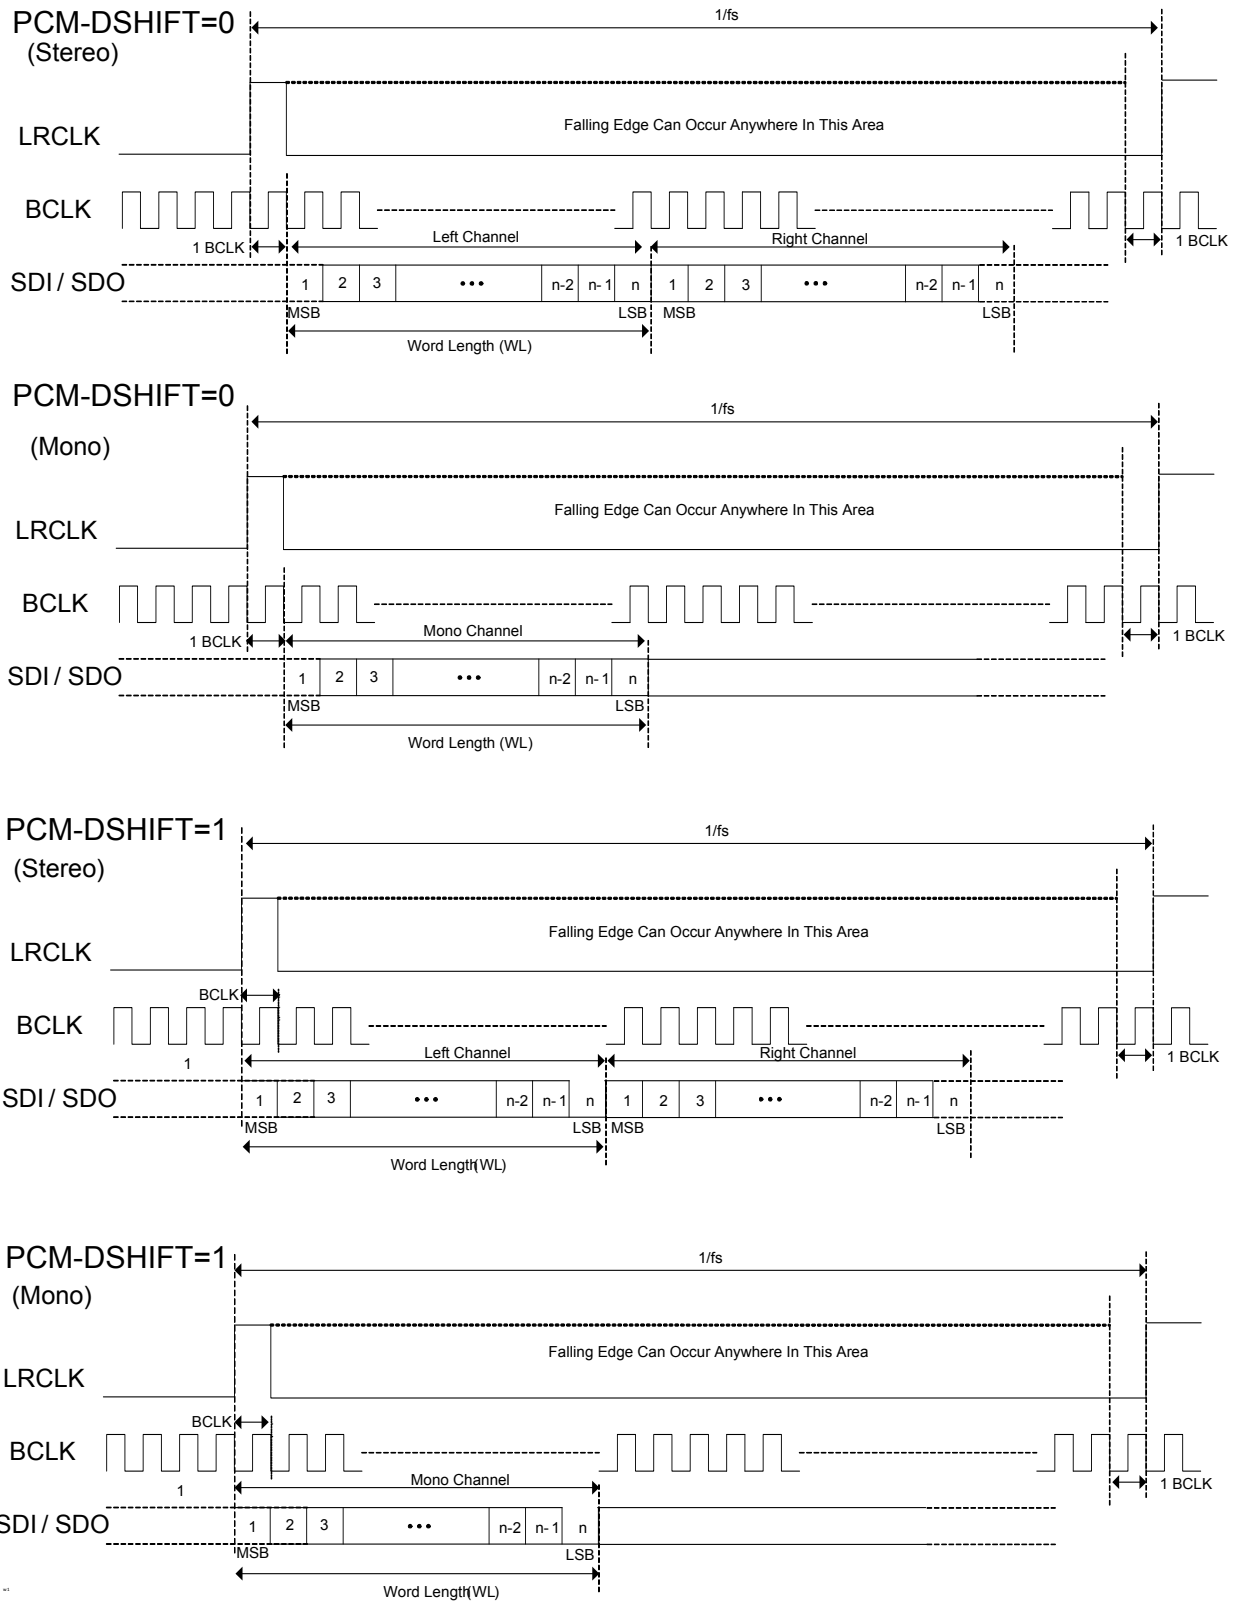 PCM-DSHIFT=0
(Stereo)
1/fs
LRCLK
Falling Edge Can Occur Anywhere In This Area
BCLK
1 BCLK
Left Channel
Right Channel
1 BCLK
SDI / SDO
1 2 3 ••• n-2 n-1 n 1 2 3 ••• n-2 n-1 n
MSB LSB MSB LSB
Word Length (WL)
PCM-DSHIFT=0
(Mono)
1/fs
LRCLK
Falling Edge Can Occur Anywhere In This Area
BCLK
1 BCLK
Mono Channel
1 BCLK
SDI / SDO
1 2 3 ••• n-2 n-1 n
MSB LSB
Word Length (WL)
PCM-DSHIFT=1
(Stereo)
1/fs
LRCLK
Falling Edge Can Occur Anywhere In This Area
BCLK
BCLK
1
Left Channel
Right Channel
1 BCLK
SDI / SDO
1 2 3 ••• n-2 n-1 n 1 2 3 ••• n-2 n-1 n
MSB LSB MSB LSB
Word Length (WL)
PCM-DSHIFT=1
(Mono)
1/fs
LRCLK
Falling Edge Can Occur Anywhere In This Area
BCLK
BCLK
1
Mono Channel
1 BCLK
SDI / SDO
1 2 3 ••• n-2 n-1 n
MSB LSB
Word Length (WL)